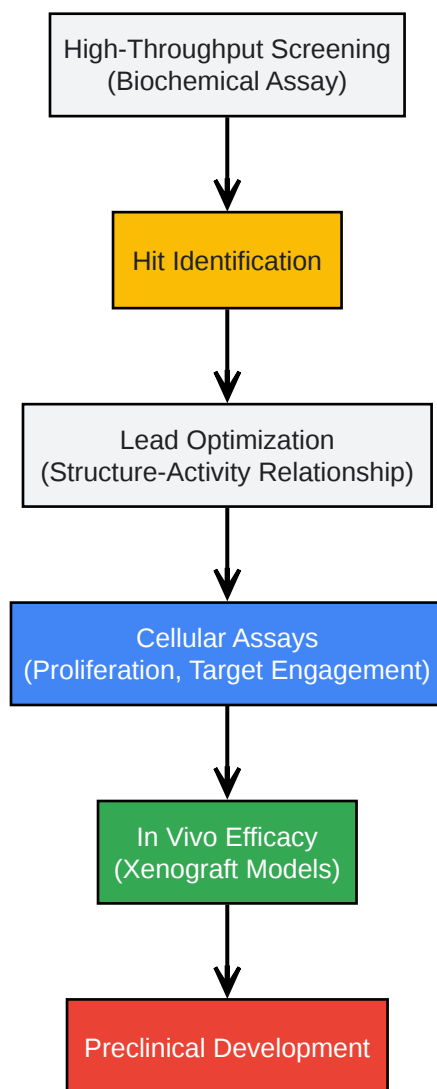 High-Throughput Screening
(Biochemical Assay)
Hit Identification
Lead Optimization
(Structure-Activity Relationship)
Cellular Assays
(Proliferation, Target Engagement)
In Vivo Efficacy
(Xenograft Models)
Preclinical Development